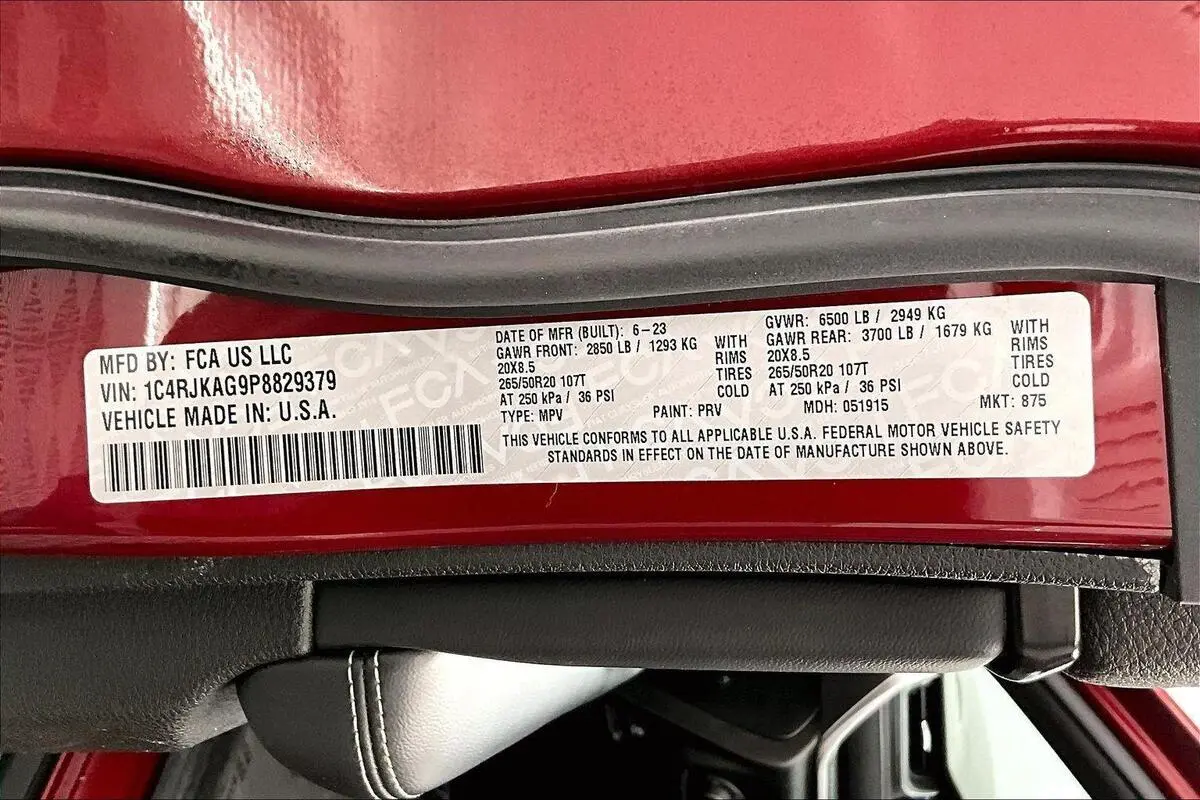 MFD BY: FCA US LLC
VIN: 1C4RJKAG9P8829379
VEHICLE MADE IN: U.S.A.
DATE OF MFR (BUILT): 6-23
GAWR FRONT: 2850 LB / 1293 KG WITH
20X8.5 RIMS
265/50R20 107T TIRES
AT 250 kPa / 36 PSI COLD
TYPE: MPV PAINT: PRV
GVWR: 6500 LB / 2949 KG
GAWR REAR: 3700 LB / 1679 KG WITH
20X8.5 RIMS
265/50R20 107T TIRES
AT 250 kPa / 36 PSI COLD
MDH: 051915 MKT: 875
THIS VEHICLE CONFORMS TO ALL APPLICABLE U.S.A. FEDERAL MOTOR VEHICLE SAFETY
STANDARDS IN EFFECT ON THE DATE OF MANUFACTURE SHOWN ABOVE.